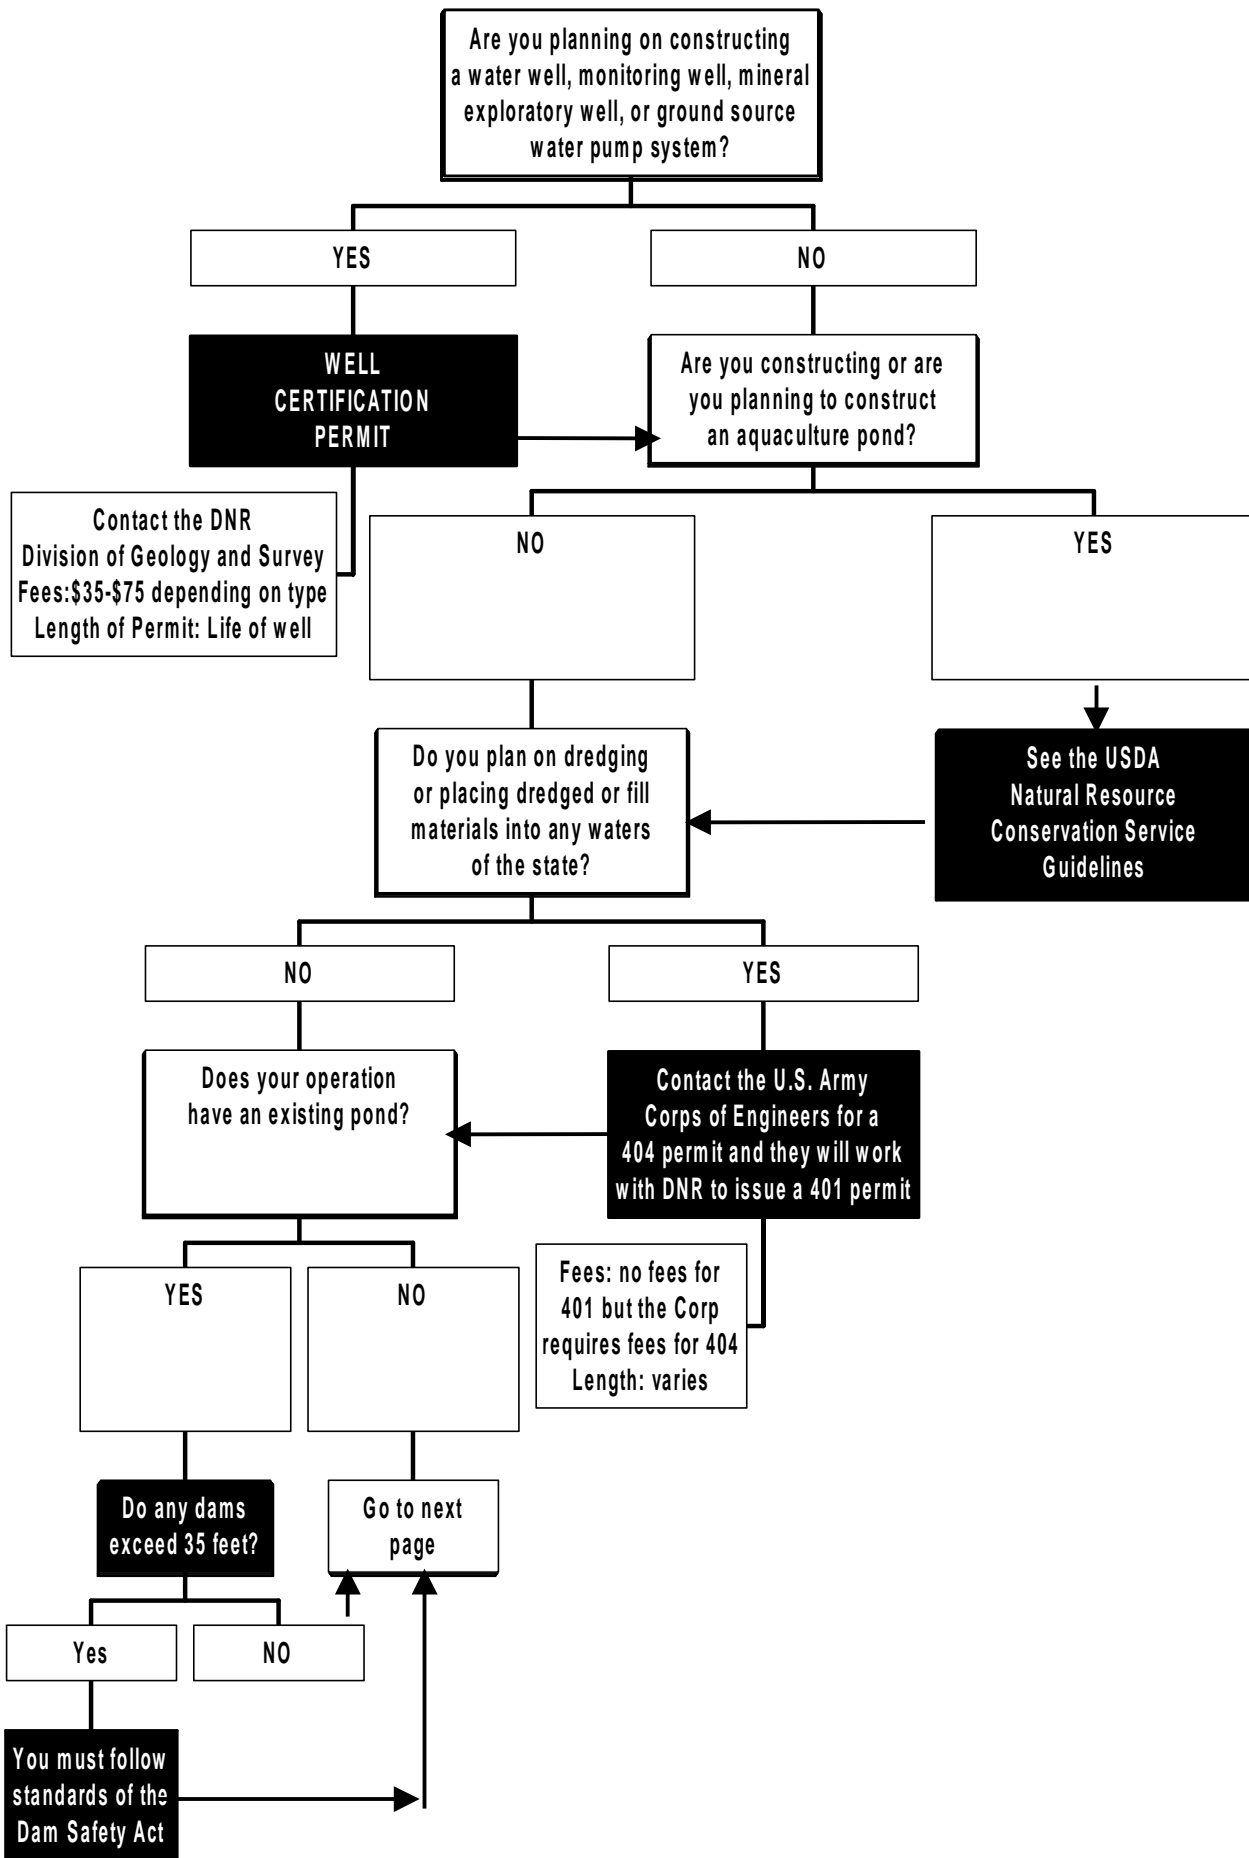 Are you planning on constructing
a water well, monitoring well, mineral
exploratory well, or ground source
water pump system?
YES
NO
WELL
CERTIFICATION
PERMIT
Are you constructing or are
you planning to construct
an aquaculture pond?
Contact the DNR
Division of Geology and Survey
Fees:$35-$75 depending on type
Length of Permit: Life of well
NO
YES
Do you plan on dredging
or placing dredged or fill
materials into any waters
of the state?
See the USDA
Natural Resource
Conservation Service
Guidelines
NO
YES
Does your operation
have an existing pond?
Contact the U.S. Army
Corps of Engineers for a
404 permit and they will work
with DNR to issue a 401 permit
YES
NO
Fees: no fees for
401 but the Corp
requires fees for 404
Length: varies
Do any dams
exceed 35 feet?
Go to next
page
Yes
NO
You must follow
standards of the
Dam Safety Act